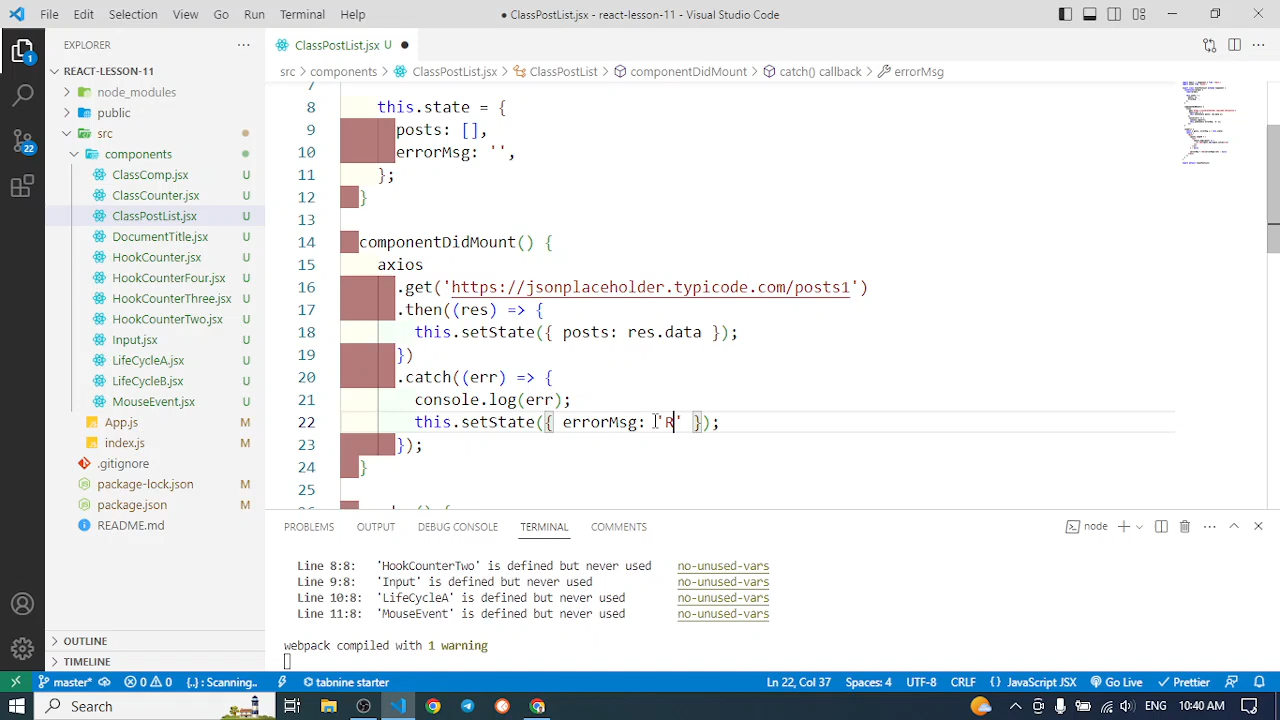 File Edit Selection View Go Run Terminal Help
● ClassPostList.jsx - react-lesson-11 - Visual Studio Code
EXPLORER
ClassPostList.jsx U
REACT-LESSON-11
src > components > ClassPostList.jsx > ClassPostList > componentDidMount > catch() callback > errorMsg
node_modules
public
src
components
ClassComp.jsx U
ClassCounter.jsx U
ClassPostList.jsx U
DocumentTitle.jsx U
HookCounter.jsx U
HookCounterFour.jsx U
HookCounterThree.jsx U
HookCounterTwo.jsx U
Input.jsx U
LifeCycleA.jsx U
LifeCycleB.jsx U
MouseEvent.jsx U
App.js M
index.js M
.gitignore
package-lock.json M
package.json M
README.md
OUTLINE
TIMELINE
1
22
7
8 this.state = {
9 posts: [],
10 errorMsg: '',
11 };
12 }
13
14 componentDidMount() {
15 axios
16 .get('https://jsonplaceholder.typicode.com/posts1')
17 .then((res) => {
18 this.setState({ posts: res.data });
19 })
20 .catch((err) => {
21 console.log(err);
22 this.setState({ errorMsg: 'R' });
23 });
24 }
25
PROBLEMS OUTPUT DEBUG CONSOLE TERMINAL COMMENTS
node
Line 8:8: 'HookCounterTwo' is defined but never used no-unused-vars
Line 9:8: 'Input' is defined but never used no-unused-vars
Line 10:8: 'LifeCycleA' is defined but never used no-unused-vars
Line 11:8: 'MouseEvent' is defined but never used no-unused-vars
webpack compiled with 1 warning
master* 0 0 {..}: Scanning.. tabnine starter
Ln 22, Col 37 Spaces: 4 UTF-8 CRLF {} JavaScript JSX Go Live Prettier
Search
ENG 10:40 AM